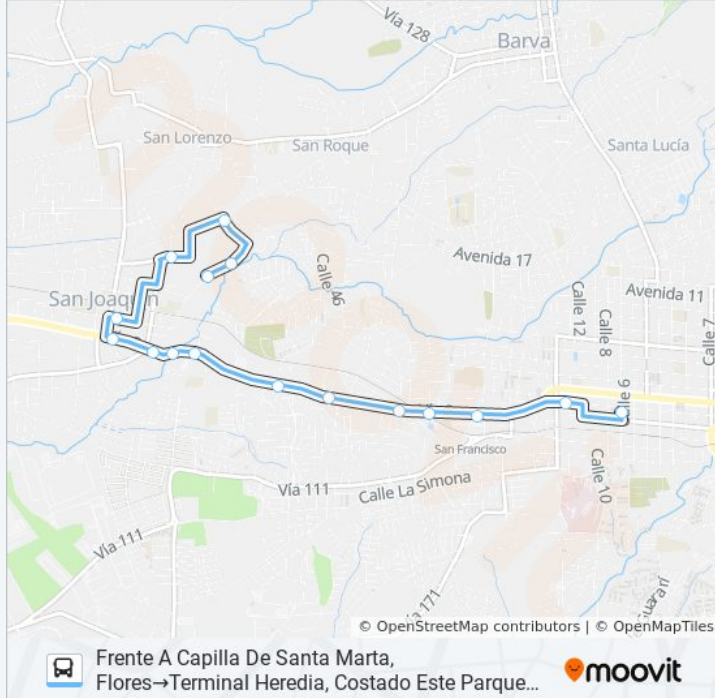 Vía 128
Barva
San Lorenzo
San Roque
Santa Lucía
Avenida 17
Calle 46
San Joaquín
Avenida 11
Calle 12
Calle 8
Calle 7
Calle 6
San Francisco
Calle 10
Vía 111
Calle La Simona
Vía 111
Vía 171
© OpenStreetMap contributors | © OpenMapTiles
Frente A Capilla De Santa Marta,
Flores→Terminal Heredia, Costado Este Parque…
moovit